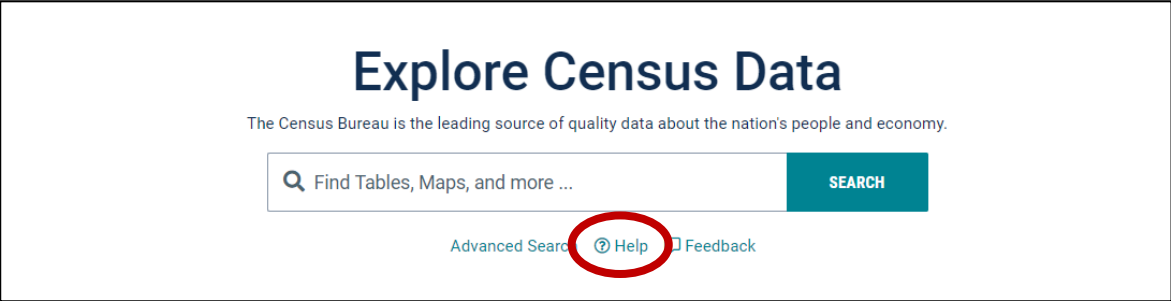 Explore Census Data
The Census Bureau is the leading source of quality data about the nation's people and economy.
Find Tables, Maps, and more ...
SEARCH
Advanced Search Help Feedback